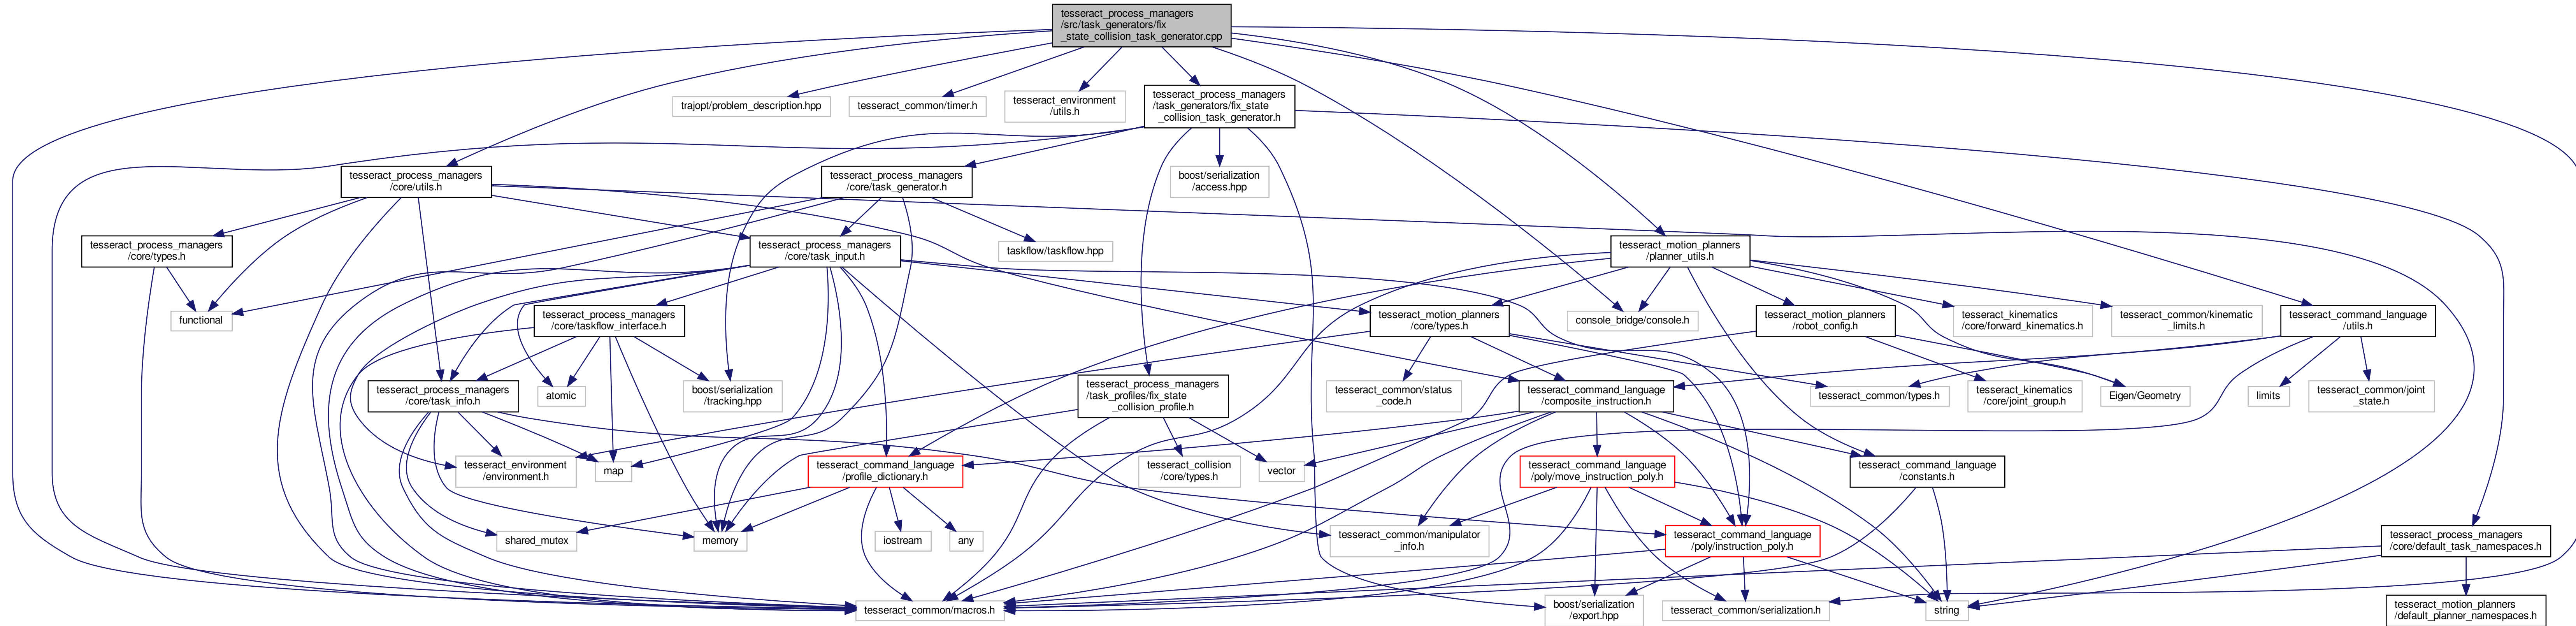 tesseract_process_managers
/src/task_generators/fix
_state_collision_task_generator.cpp
trajopt/problem_description.hpp
tesseract_common/timer.h
tesseract_environment
/utils.h
tesseract_process_managers
/task_generators/fix_state
_collision_task_generator.h
tesseract_process_managers
/core/utils.h
tesseract_process_managers
/core/task_generator.h
boost/serialization
/access.hpp
tesseract_process_managers
/core/types.h
tesseract_process_managers
/core/task_input.h
taskflow/taskflow.hpp
tesseract_motion_planners
/planner_utils.h
functional
tesseract_process_managers
/core/taskflow_interface.h
tesseract_motion_planners
/core/types.h
console_bridge/console.h
tesseract_motion_planners
/robot_config.h
tesseract_kinematics
/core/forward_kinematics.h
tesseract_common/kinematic
_limits.h
tesseract_command_language
/utils.h
tesseract_process_managers
/core/task_info.h
atomic
boost/serialization
/tracking.hpp
tesseract_process_managers
/task_profiles/fix_state
_collision_profile.h
tesseract_common/status
_code.h
tesseract_command_language
/composite_instruction.h
tesseract_common/types.h
tesseract_kinematics
/core/joint_group.h
Eigen/Geometry
limits
tesseract_common/joint
_state.h
tesseract_environment
/environment.h
map
tesseract_command_language
/profile_dictionary.h
tesseract_collision
/core/types.h
vector
tesseract_command_language
/poly/move_instruction_poly.h
tesseract_command_language
/constants.h
shared_mutex
memory
iostream
any
tesseract_common/manipulator
_info.h
tesseract_command_language
/poly/instruction_poly.h
tesseract_process_managers
/core/default_task_namespaces.h
tesseract_common/macros.h
boost/serialization
/export.hpp
tesseract_common/serialization.h
string
tesseract_motion_planners
/default_planner_namespaces.h